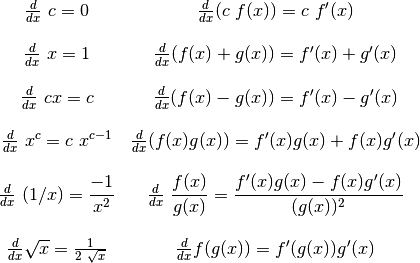 d/dx c = 0    d/dx (c f(x)) = c f′(x)
d/dx x = 1    d/dx (f(x) + g(x)) = f′(x) + g′(x)
d/dx cx = c    d/dx (f(x) − g(x)) = f′(x) − g′(x)
d/dx x^c = c x^{c−1}    d/dx (f(x)g(x)) = f′(x)g(x) + f(x)g′(x)
d/dx (1/x) = −1/x^2    d/dx f(x)/g(x) = (f′(x)g(x) − f(x)g′(x))/(g(x))^2
d/dx √x = 1/(2 √x)    d/dx f(g(x)) = f′(g(x))g′(x)